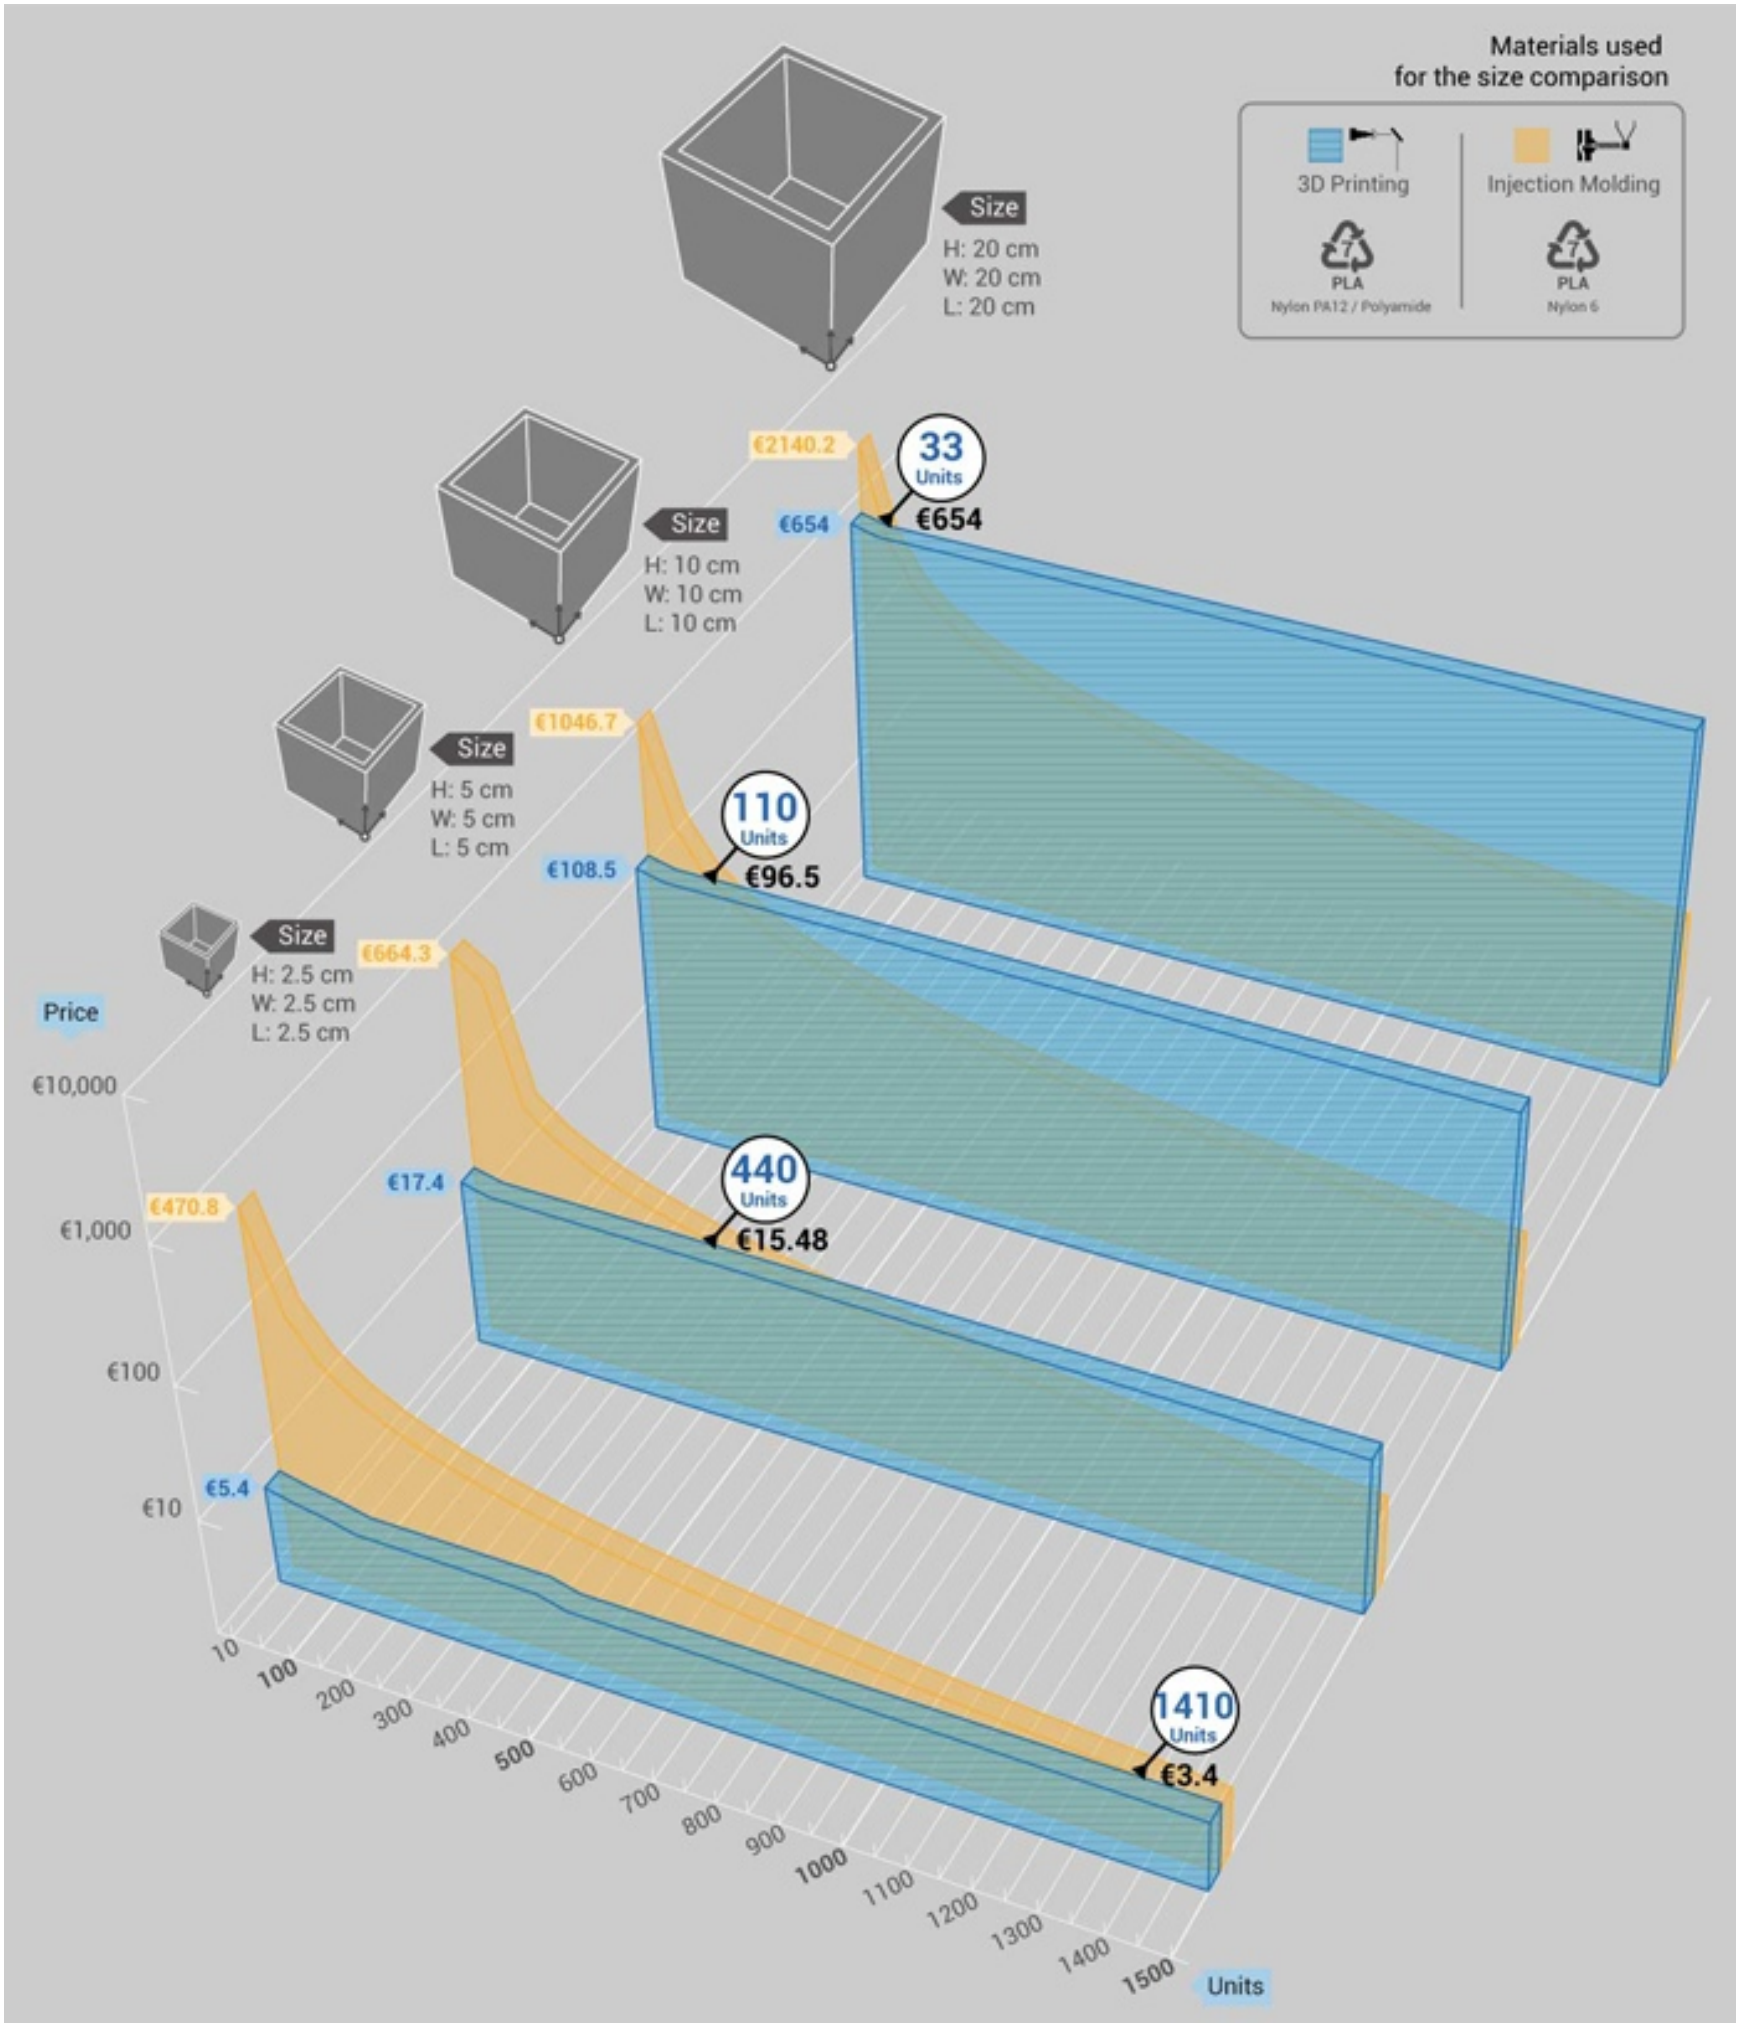 Materials used
for the size comparison
3D Printing
Injection Molding
7
PLA
Nylon PA12 / Polyamide
7
PLA
Nylon 6
Size
H: 20 cm
W: 20 cm
L: 20 cm
€2140.2
33
Units
€654
€654
Size
H: 10 cm
W: 10 cm
L: 10 cm
€1046.7
110
Units
€96.5
€108.5
Size
H: 5 cm
W: 5 cm
L: 5 cm
€664.3
440
Units
€15.48
€17.4
Size
H: 2.5 cm
W: 2.5 cm
L: 2.5 cm
€470.8
€5.4
1410
Units
€3.4
Price
€10,000
€1,000
€100
€10
10
100
200
300
400
500
600
700
800
900
1000
1100
1200
1300
1400
1500
Units